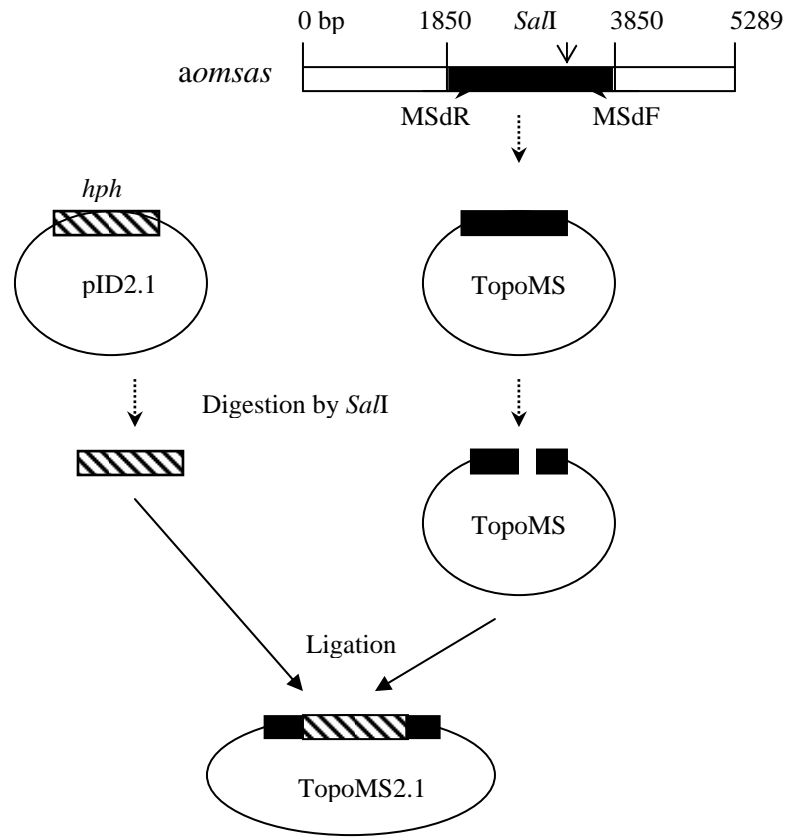 0 bp 1850 SalI 3850 5289
aomsas
MSdR MSdF
hph
pID2.1 TopoMS
Digestion by SalI
TopoMS
Ligation
TopoMS2.1